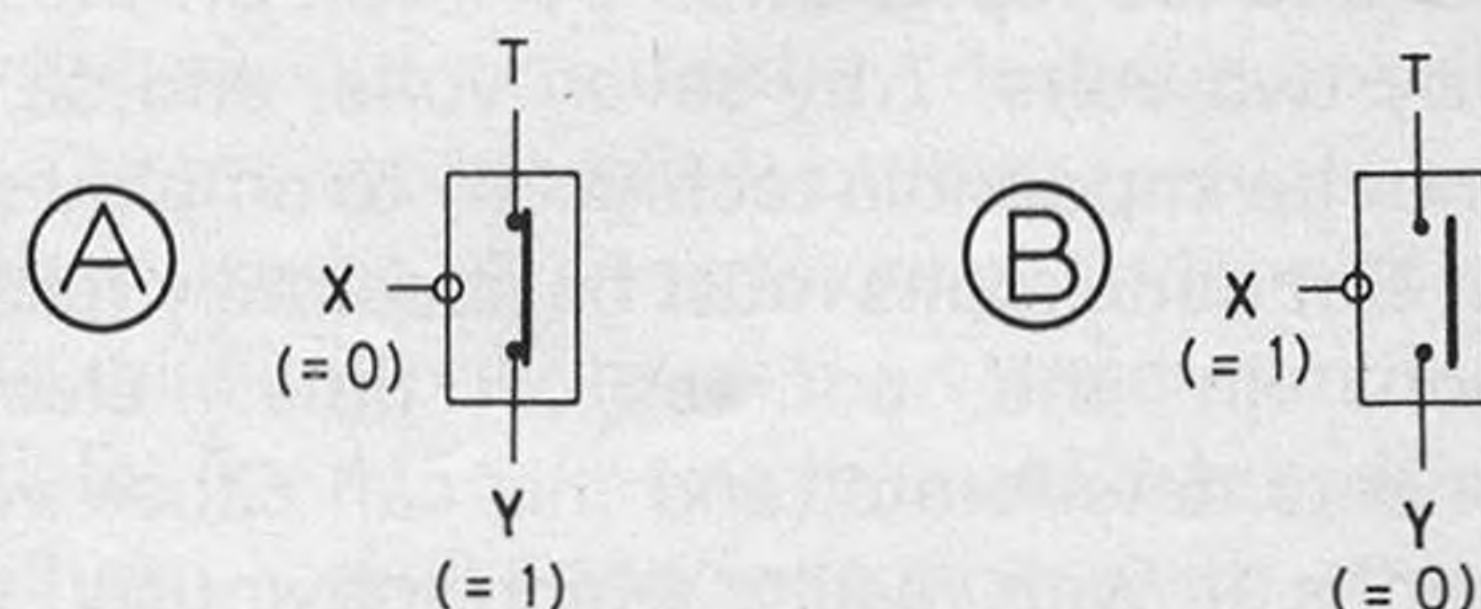 T
A
X
(= 0)
Y
(= 1)
T
B
X
(= 1)
Y
(= 0)